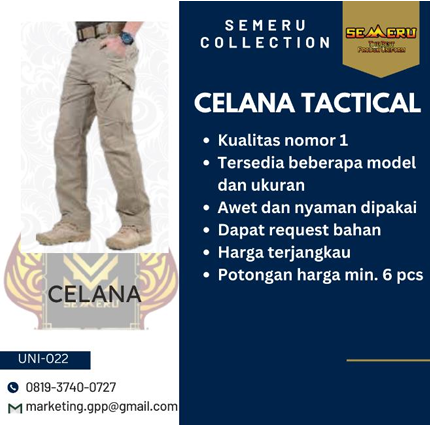 SEMERU
COLLECTION
SEMERU
CELANA TACTICAL
• Kualitas nomor 1
• Tersedia beberapa model
dan ukuran
• Awet dan nyaman dipakai
• Dapat request bahan
• Harga terjangkau
• Potongan harga min. 6 pcs
CELANA
SEMERU
UNI-022
0819-3740-0727
marketing.gpp@gmail.com